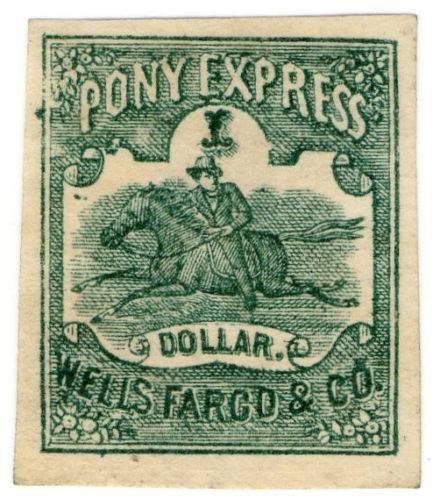 PONY EXPRESS
1
DOLLAR.
WELLS FARGO & CO.